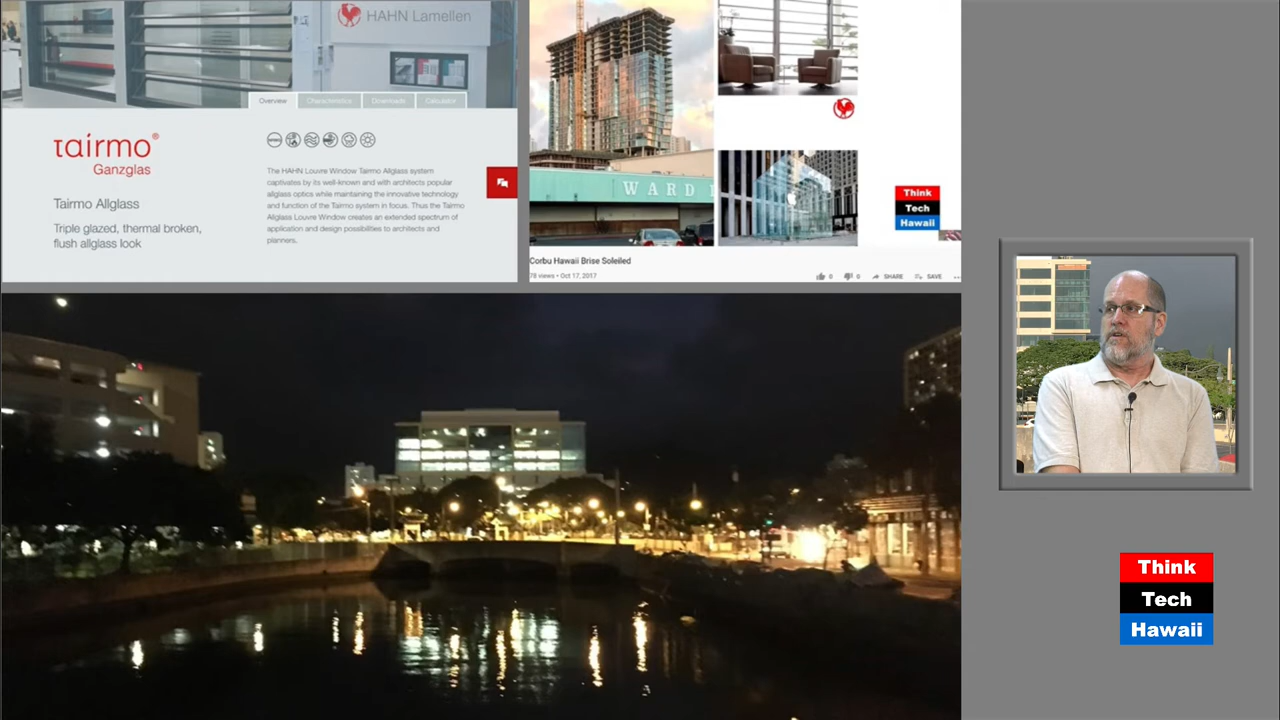 HAHN Lamellen
Overview
Characteristics
Downloads
Calculator
tairmo®
Ganzglas
Tairmo Allglass
Triple glazed, thermal broken,
flush allglass look
The HAHN Louvre Window Tairmo Allglass system
captivates by its well-known and with architects popular
allglass optics while maintaining the innovative technology
and function of the Tairmo system in focus. Thus the Tairmo
Allglass Louvre Window creates an extended spectrum of
application and design possibilities to architects and
planners.
WARD
Think
Tech
Hawaii
Corbu Hawaii Brise Soleiled
78 views • Oct 17, 2017
0
0
SHARE
SAVE
Think
Tech
Hawaii